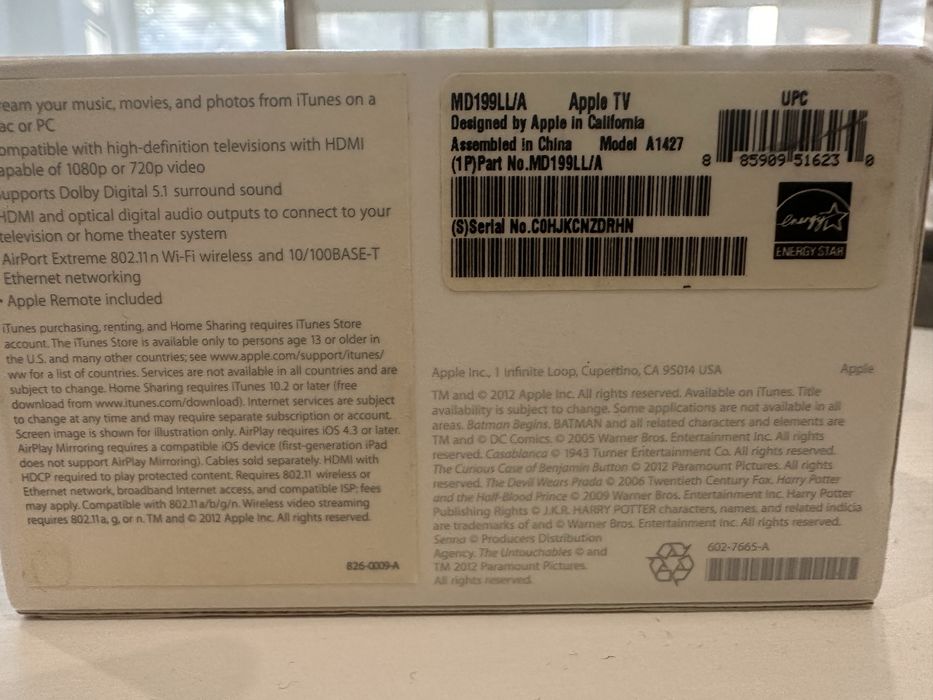 ream your music, movies, and photos from iTunes on a
ac or PC
ompatible with high-definition televisions with HDMI
apable of 1080p or 720p video
upports Dolby Digital 5.1 surround sound
HDMI and optical digital audio outputs to connect to your
television or home theater system
AirPort Extreme 802.11n Wi-Fi wireless and 10/100BASE-T
Ethernet networking
• Apple Remote included
iTunes purchasing, renting, and Home Sharing requires iTunes Store
account. The iTunes Store is available only to persons age 13 or older in
the U.S. and many other countries; see www.apple.com/support/itunes/
ww for a list of countries. Services are not available in all countries and are
subject to change. Home Sharing requires iTunes 10.2 or later (free
download from www.itunes.com/download). Internet services are subject
to change at any time and may require separate subscription or account.
Screen image is shown for illustration only. AirPlay requires iOS 4.3 or later.
AirPlay Mirroring requires a compatible iOS device (first-generation iPad
does not support AirPlay Mirroring). Cables sold separately. HDMI with
HDCP required to play protected content. Requires 802.11 wireless or
Ethernet network, broadband Internet access, and compatible ISP; fees
may apply. Compatible with 802.11a/b/g/n. Wireless video streaming
requires 802.11a, g, or n. TM and © 2012 Apple Inc. All rights reserved.
826-0009-A
MD199LL/A Apple TV
Designed by Apple in California
Assembled in China Model A1427
(1P)Part No.MD199LL/A
(S)Serial No.C0HJKCNZDRHN
UPC
8 85909 51623 0
energy
ENERGY STAR
Apple Inc., 1 Infinite Loop, Cupertino, CA 95014 USA Apple
TM and © 2012 Apple Inc. All rights reserved. Available on iTunes. Title
availability is subject to change. Some applications are not available in all
areas. Batman Begins. BATMAN and all related characters and elements are
TM and © DC Comics. © 2005 Warner Bros. Entertainment Inc. All rights
reserved. Casablanca © 1943 Turner Entertainment Co. All rights reserved.
The Curious Case of Benjamin Button © 2012 Paramount Pictures. All rights
reserved. The Devil Wears Prada © 2006 Twentieth Century Fox. Harry Potter
and the Half-Blood Prince © 2009 Warner Bros. Entertainment Inc. Harry Potter
Publishing Rights © J.K.R. HARRY POTTER characters, names, and related indicia
are trademarks of and © Warner Bros. Entertainment Inc. All rights reserved.
Senna © Producers Distribution
Agency. The Untouchables © and
TM 2012 Paramount Pictures.
All rights reserved.
602-7665-A